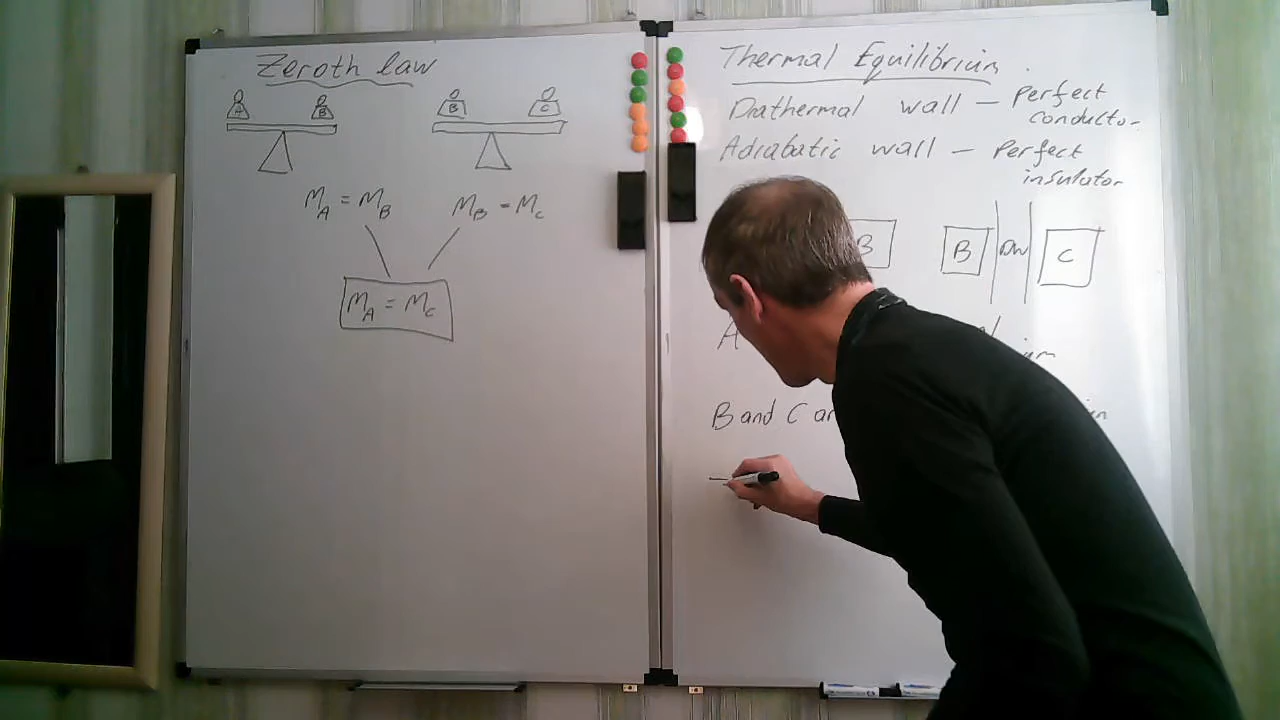 Zeroth law
A B B C
M_A = M_B M_B = M_C
M_A = M_C
Thermal Equilibrium
Diathermal wall — Perfect
conductor
Adiabatic wall — Perfect
insulator
B B DW C
A
B and C